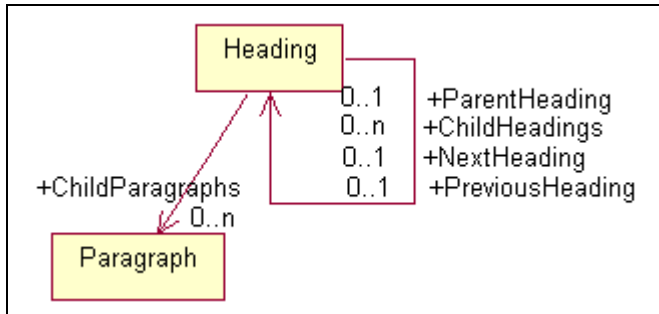 Heading
0..1 +ParentHeading
0..n +ChildHeadings
0..1 +NextHeading
0..1 +PreviousHeading
+ChildParagraphs
0..n
Paragraph